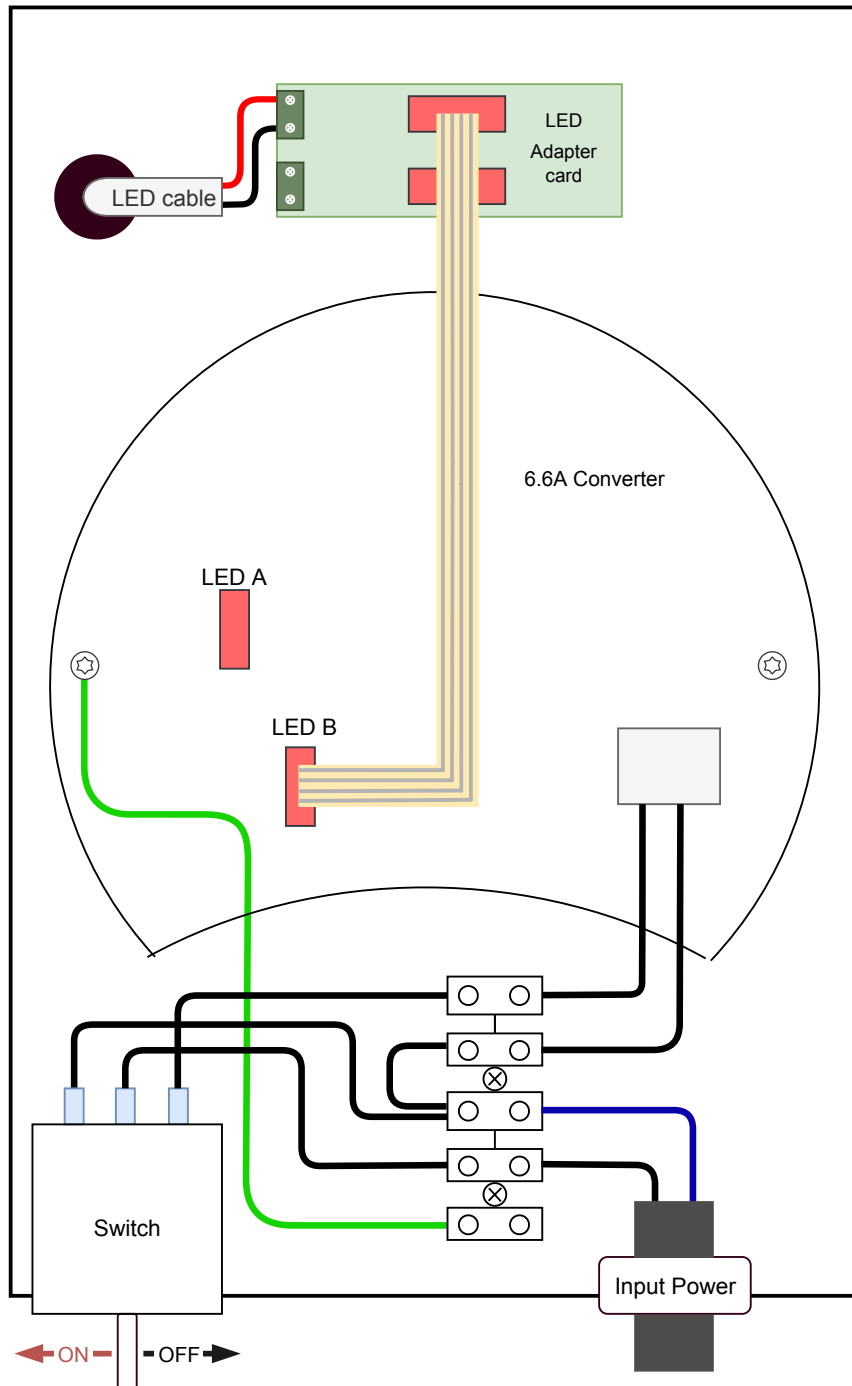 LED
Adapter
card
LED cable
6.6A Converter
LED A
LED B
Switch
Input Power
ON
OFF